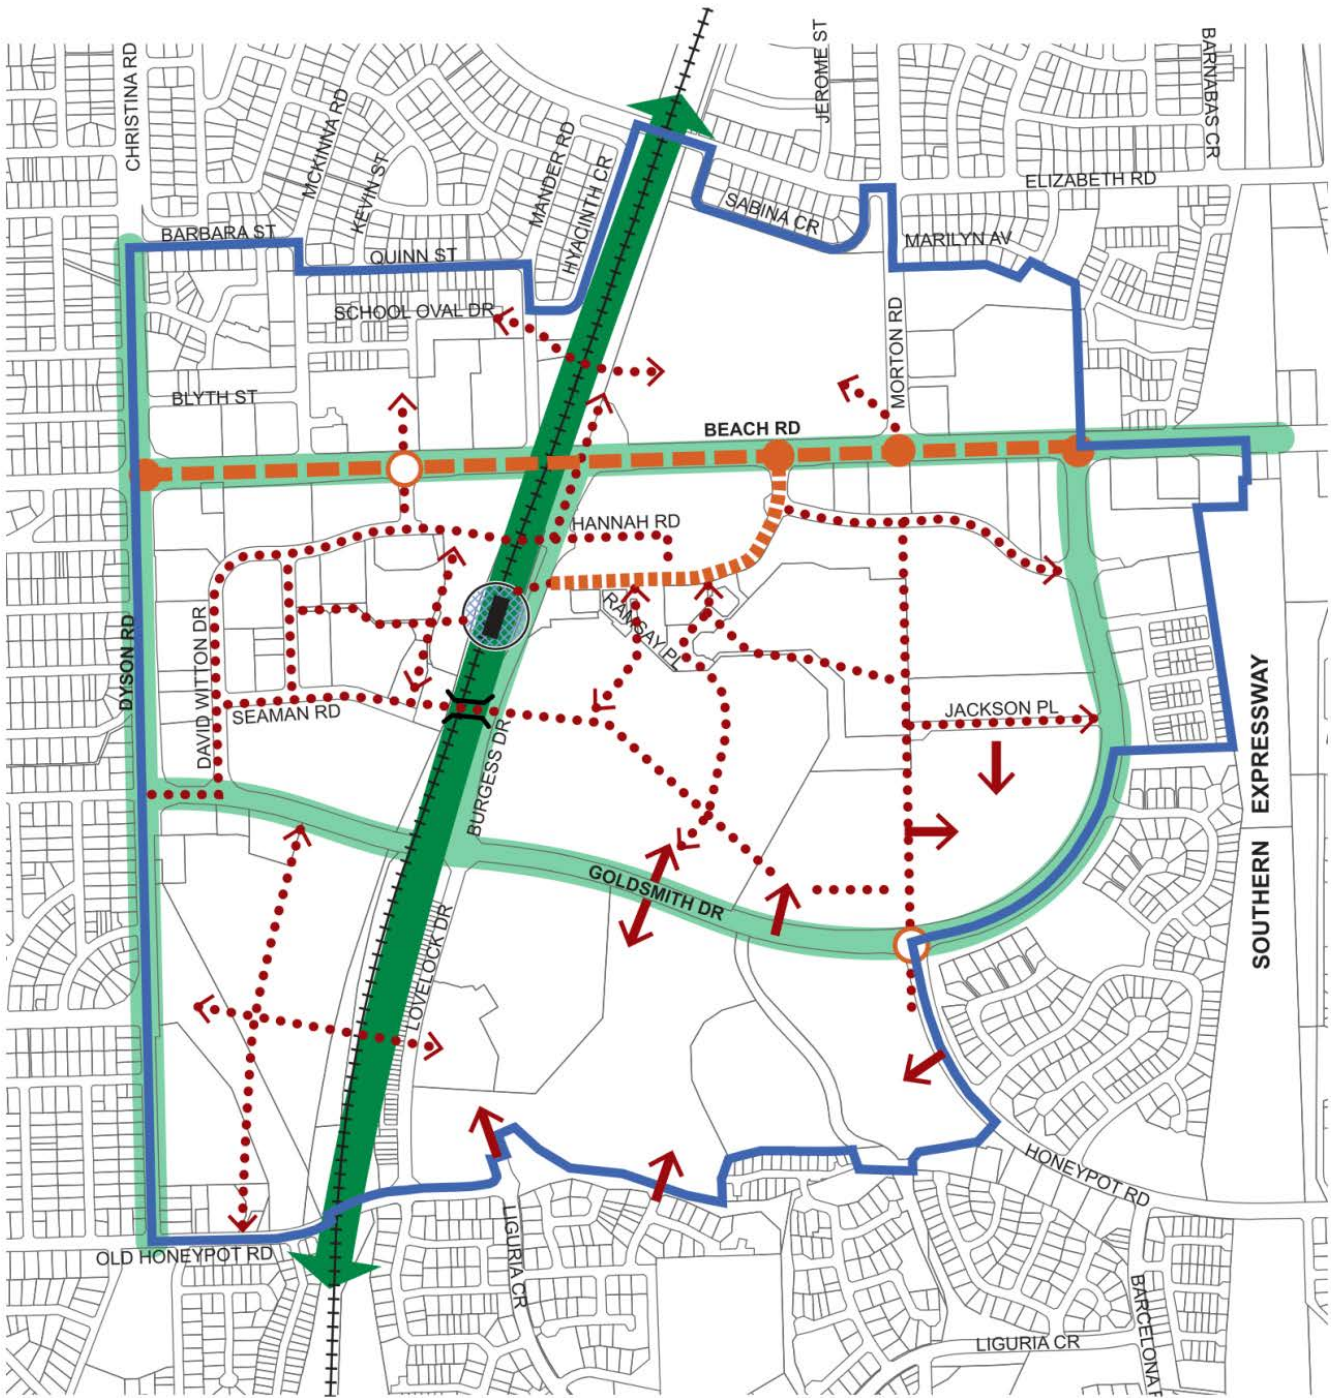 CHRISTINA RD
MCKINNA RD
KEVIN ST
MANDER RD
HYACINTH CR
JEROME ST
BARNABAS CR
ELIZABETH RD
SABINA CR
MARILYN AV
BARBARA ST
QUINN ST
SCHOOL OVAL DR
MORTON RD
BLYTH ST
BEACH RD
HANNAH RD
RAMSAY PL
DYSON RD
DAVID WITTON DR
SEAMAN RD
JACKSON PL
BURGESS DR
SOUTHERN EXPRESSWAY
GOLDSMITH DR
LOVELOCK DR
HONEYPOT RD
OLD HONEYPOT RD
LIGURIA CR
LIGURIA CR